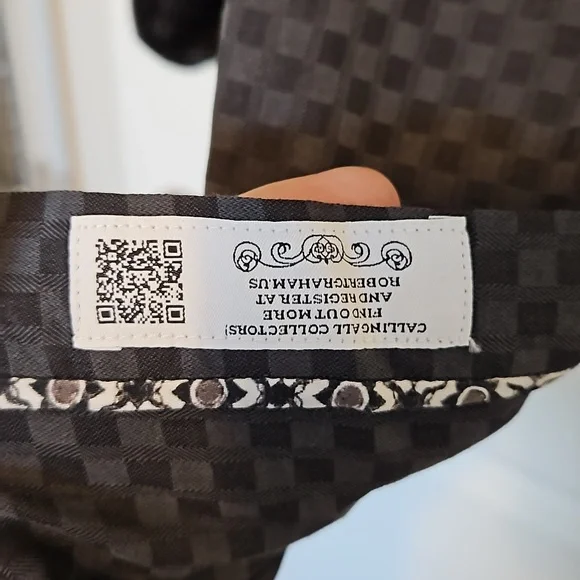 CALLING ALL COLLECTORS!
FIND OUT MORE
AND REGISTER AT
ROBERTGRAHAM.US